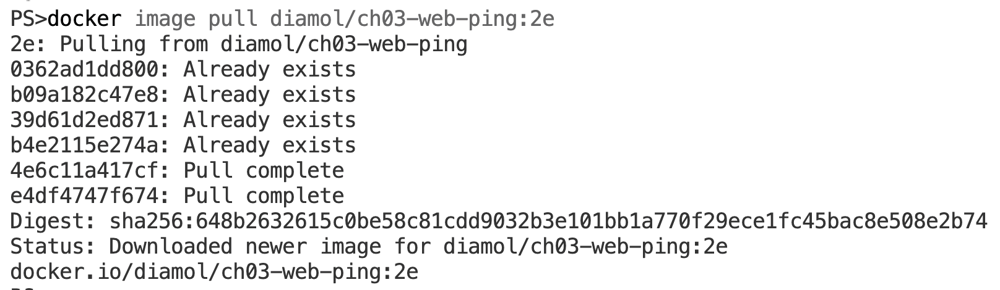 PS>docker image pull diamol/ch03-web-ping:2e
2e: Pulling from diamol/ch03-web-ping
0362ad1dd800: Already exists
b09a182c47e8: Already exists
39d61d2ed871: Already exists
b4e2115e274a: Already exists
4e6c11a417cf: Pull complete
e4df4747f674: Pull complete
Digest: sha256:648b2632615c0be58c81cdd9032b3e101bb1a770f29ece1fc45bac8e508e2b74
Status: Downloaded newer image for diamol/ch03-web-ping:2e
docker.io/diamol/ch03-web-ping:2e